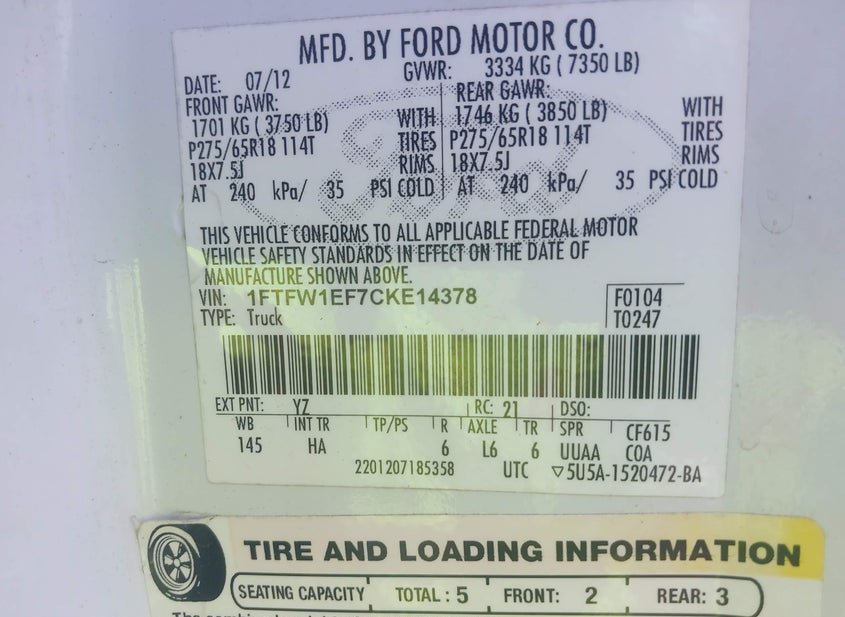 MFD. BY FORD MOTOR CO.
DATE: 07/12 GVWR: 3334 KG ( 7350 LB)
FRONT GAWR: REAR GAWR:
1701 KG ( 3750 LB) WITH 1746 KG ( 3850 LB) WITH
P275/65R18 114T TIRES P275/65R18 114T TIRES
18X7.5J RIMS 18X7.5J RIMS
AT 240 kPa/ 35 PSI COLD AT 240 kPa/ 35 PSI COLD
Ford
THIS VEHICLE CONFORMS TO ALL APPLICABLE FEDERAL MOTOR
VEHICLE SAFETY STANDARDS IN EFFECT ON THE DATE OF
MANUFACTURE SHOWN ABOVE.
VIN: 1FTFW1EF7CKE14378 F0104
TYPE: Truck T0247
EXT PNT: YZ RC: 21 DSO:
WB INT TR TP/PS R AXLE TR SPR CF615
145 HA 6 L6 6 UUAA COA
2201207185358 UTC ▽5U5A-1520472-BA
TIRE AND LOADING INFORMATION
SEATING CAPACITY TOTAL : 5 FRONT: 2 REAR: 3